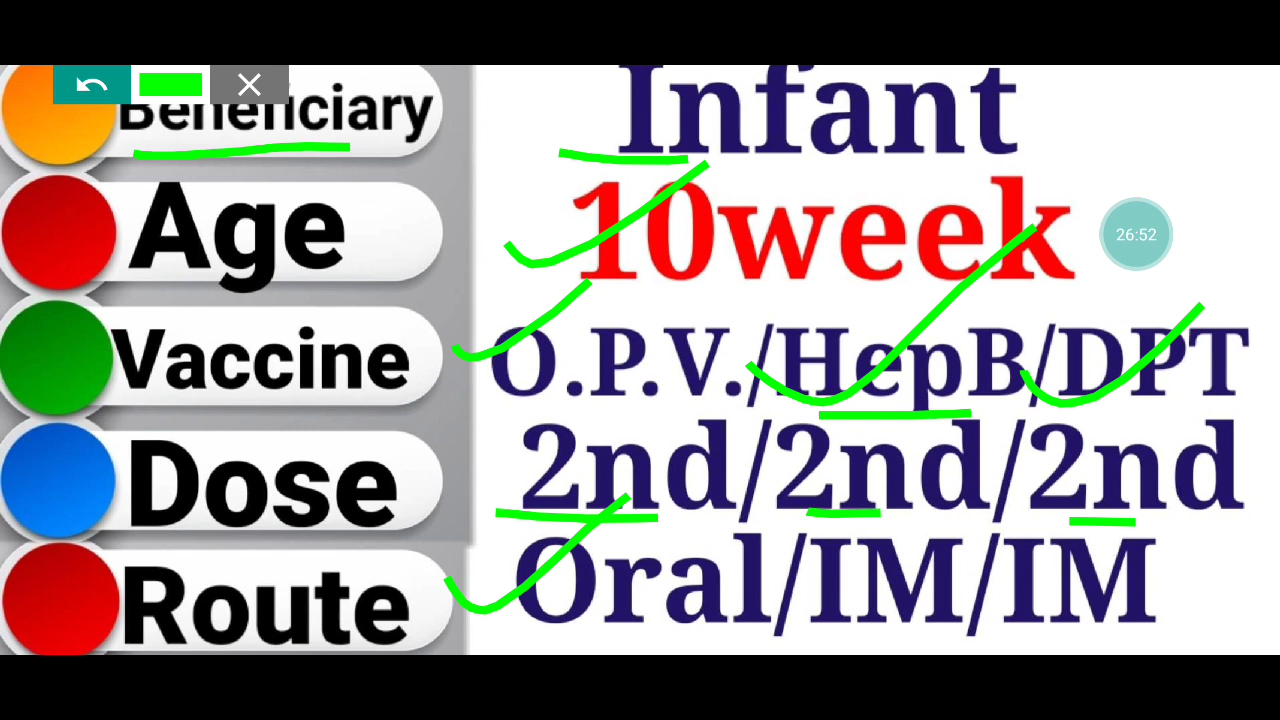 Beneficiary Infant
Age 10week
26:52
Vaccine O.P.V./HepB/DPT
Dose 2nd/2nd/2nd
Route Oral/IM/IM